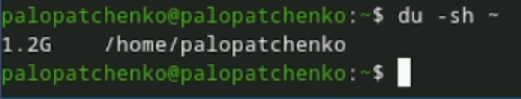 palopatchenko@palopatchenko:~$ du -sh ~
1.2G    /home/palopatchenko
palopatchenko@palopatchenko:~$